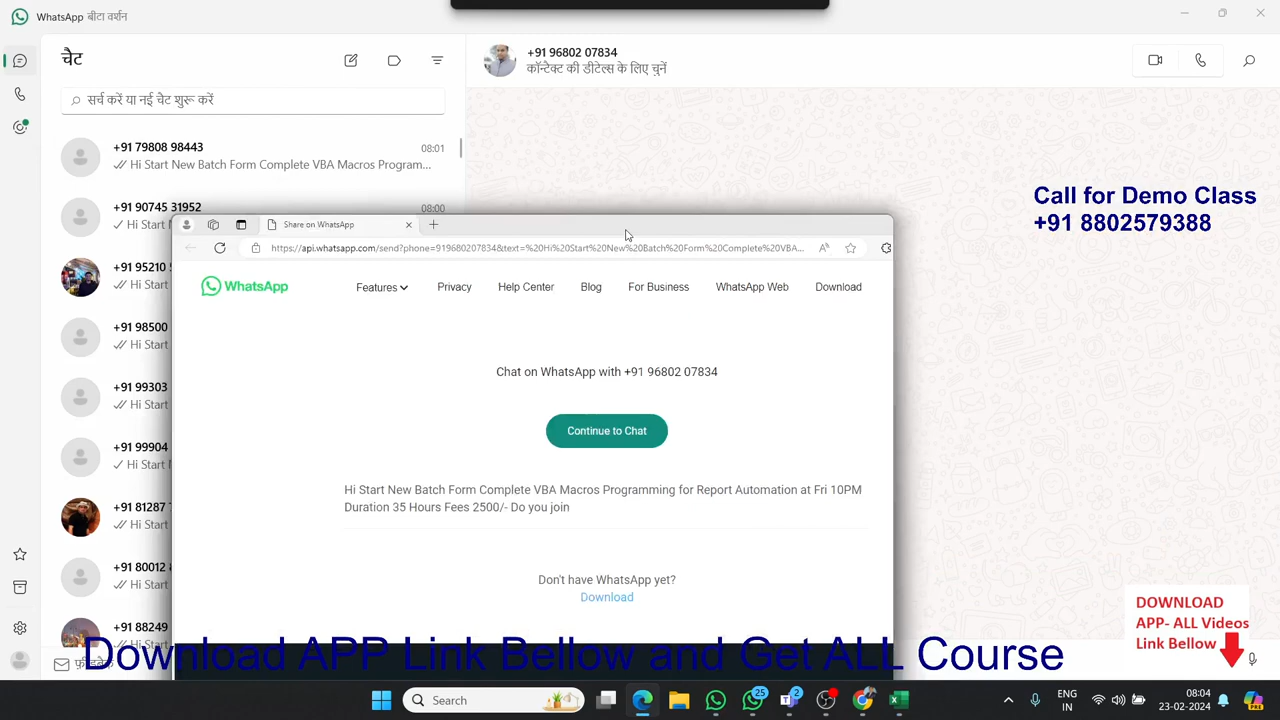 WhatsApp बीटा वर्शन
चैट
सर्च करें या नई चैट शुरू करें
+91 79808 98443
08:01
Hi Start New Batch Form Complete VBA Macros Program...
+91 90745 31952
08:00
Hi Start
+91 95210
Hi Start
+91 98500
Hi Start
+91 99303
Hi Start
+91 99904
Hi Start
+91 81287
Hi Start
+91 80012
Hi Start
+91 88249
Hi Start
+91 96802 07834
कॉन्टैक्ट की डीटेल्स के लिए चुनें
Call for Demo Class
+91 8802579388
Share on WhatsApp
https://api.whatsapp.com/send?phone=919680207834&text=%20Hi%20Start%20New%20Batch%20Form%20Complete%20VBA...
WhatsApp
Features
Privacy
Help Center
Blog
For Business
WhatsApp Web
Download
Chat on WhatsApp with +91 96802 07834
Continue to Chat
Hi Start New Batch Form Complete VBA Macros Programming for Report Automation at Fri 10PM
Duration 35 Hours Fees 2500/- Do you join
Don't have WhatsApp yet?
Download
DOWNLOAD
APP- ALL Videos
Link Bellow
Download APP Link Bellow and Get ALL Course
Search
25
2
ENG
IN
08:04
23-02-2024